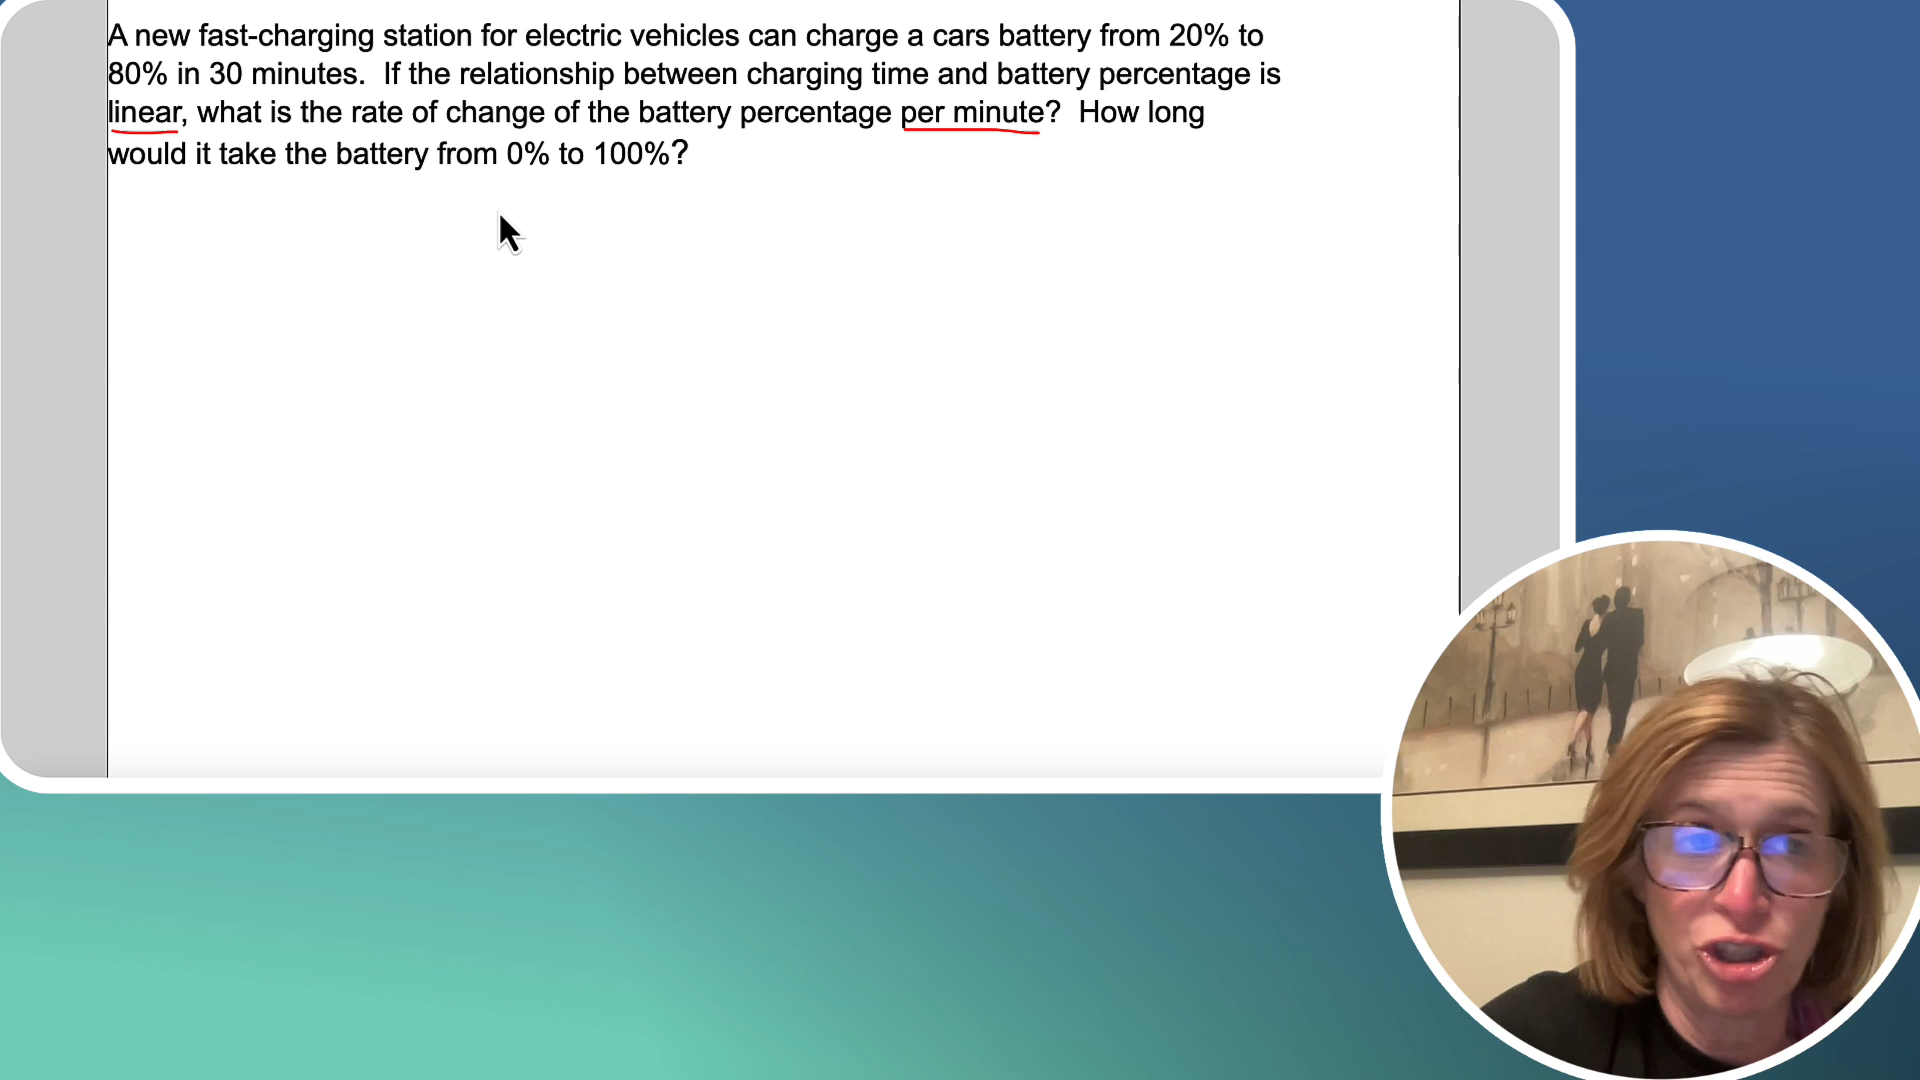 A new fast-charging station for electric vehicles can charge a cars battery from 20% to
80% in 30 minutes.  If the relationship between charging time and battery percentage is
linear, what is the rate of change of the battery percentage per minute?  How long
would it take the battery from 0% to 100%?